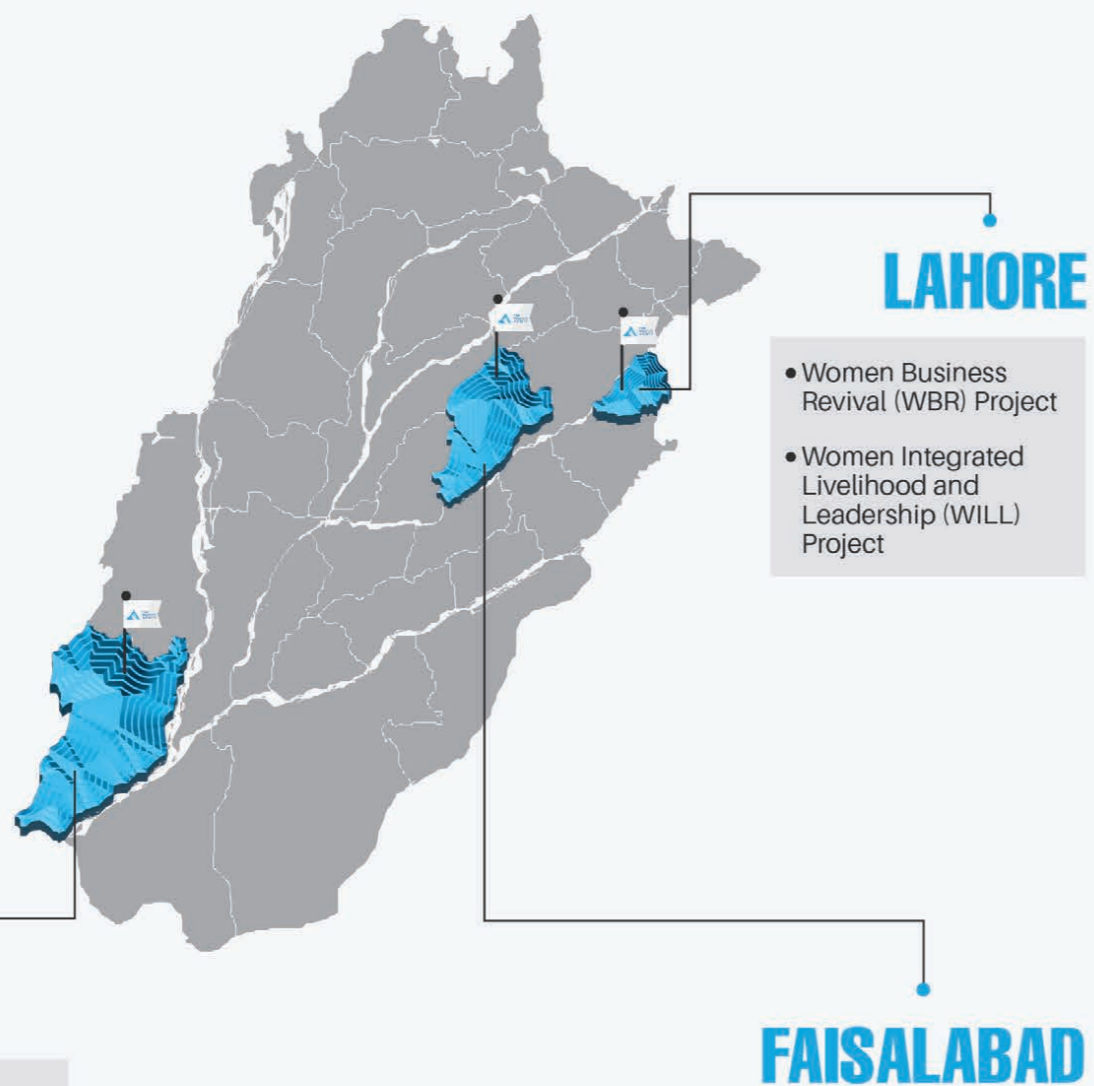 LAHORE
• Women Business
Revival (WBR) Project
• Women Integrated
Livelihood and
Leadership (WILL)
Project
FAISALABAD